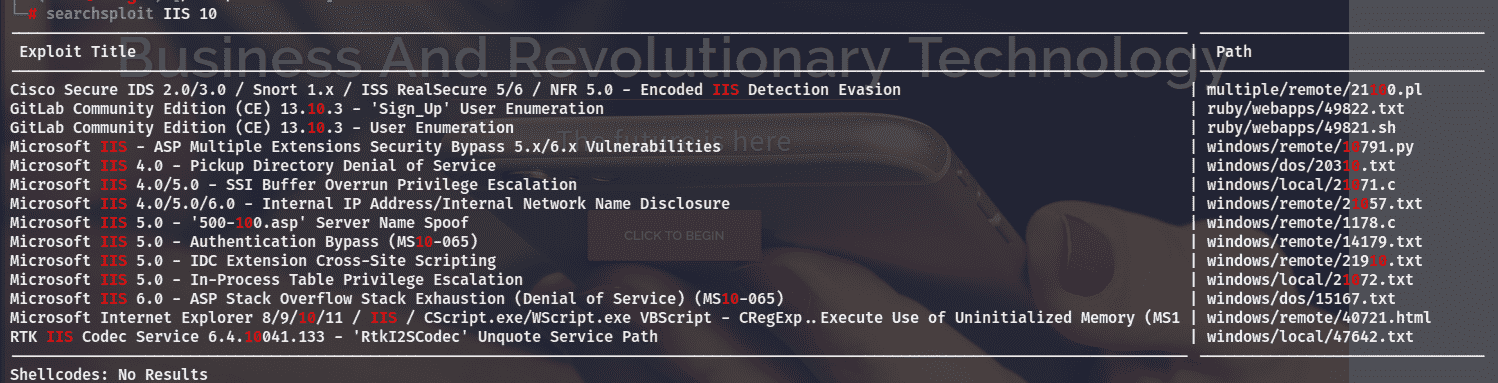 # searchsploit IIS 10
Exploit Title | Path
Cisco Secure IDS 2.0/3.0 / Snort 1.x / ISS RealSecure 5/6 / NFR 5.0 - Encoded IIS Detection Evasion | multiple/remote/21100.pl
GitLab Community Edition (CE) 13.10.3 - 'Sign_Up' User Enumeration | ruby/webapps/49822.txt
GitLab Community Edition (CE) 13.10.3 - User Enumeration | ruby/webapps/49821.sh
Microsoft IIS - ASP Multiple Extensions Security Bypass 5.x/6.x Vulnerabilities | windows/remote/10791.py
Microsoft IIS 4.0 - Pickup Directory Denial of Service | windows/dos/20310.txt
Microsoft IIS 4.0/5.0 - SSI Buffer Overrun Privilege Escalation | windows/local/21071.c
Microsoft IIS 4.0/5.0/6.0 - Internal IP Address/Internal Network Name Disclosure | windows/remote/21057.txt
Microsoft IIS 5.0 - '500-100.asp' Server Name Spoof | windows/remote/1178.c
Microsoft IIS 5.0 - Authentication Bypass (MS10-065) | windows/remote/14179.txt
Microsoft IIS 5.0 - IDC Extension Cross-Site Scripting | windows/remote/21910.txt
Microsoft IIS 5.0 - In-Process Table Privilege Escalation | windows/local/21072.txt
Microsoft IIS 6.0 - ASP Stack Overflow Stack Exhaustion (Denial of Service) (MS10-065) | windows/dos/15167.txt
Microsoft Internet Explorer 8/9/10/11 / IIS / CScript.exe/WScript.exe VBScript - CRegExp..Execute Use of Uninitialized Memory (MS1 | windows/remote/40721.html
RTK IIS Codec Service 6.4.10041.133 - 'RtkI2SCodec' Unquote Service Path | windows/local/47642.txt
Shellcodes: No Results
Business And Revolutionary Technology
The future is here
CLICK TO BEGIN